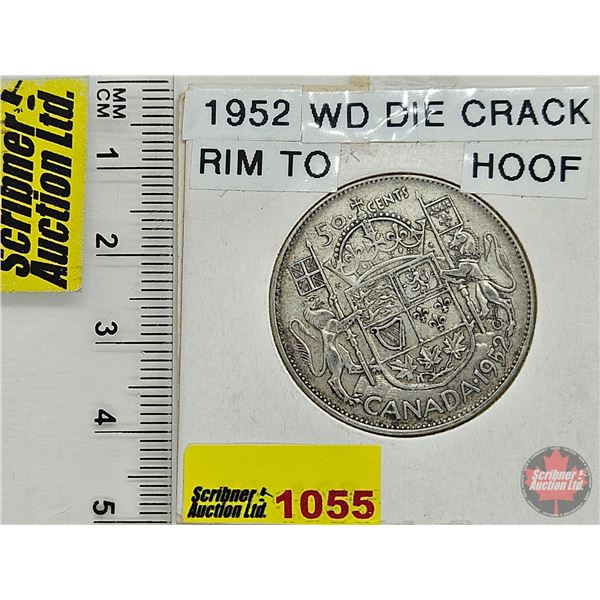 Scribner
Auction Ltd.
MM
CM
1
2
3
4
5
1952 WD DIE CRACK
RIM TO HOOF
50 CENTS
CANADA·1952
Scribner
Auction Ltd.
1055
Scribner
Auction Ltd.